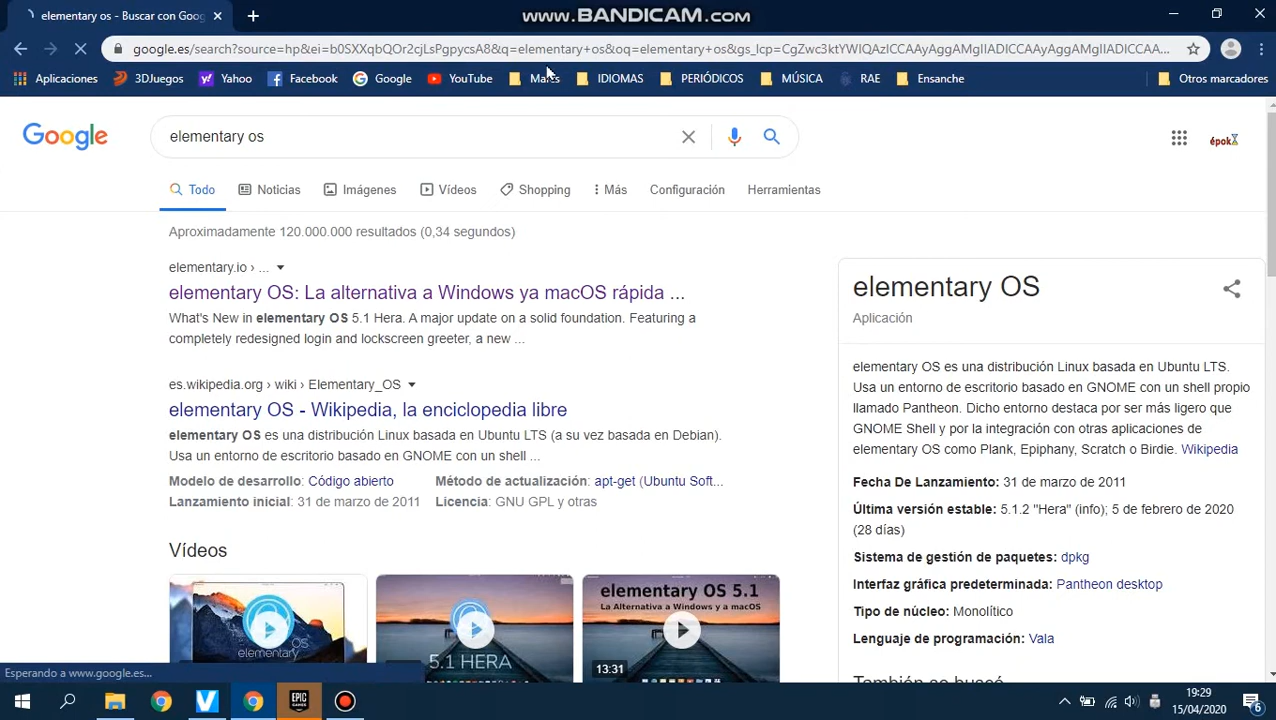 www.BANDICAM.com
elementary os - Buscar con Goog
google.es/search?source=hp&ei=b0SXXqbQOr2cjLsPgpycsA8&q=elementary+os&oq=elementary+os&gs_lcp=CgZwc3ktYWIQAzICCAAyAggAMgIIADICCAAyAggAMgIIADICCAA...
Aplicaciones
3DJuegos
Yahoo
Facebook
Google
YouTube
IDIOMAS
PERIÓDICOS
MÚSICA
RAE
Ensanche
Otros marcadores
Google
elementary os
épok
Todo
Noticias
Imágenes
Vídeos
Shopping
Más
Configuración
Herramientas
Aproximadamente 120.000.000 resultados (0,34 segundos)
elementary.io › ...
elementary OS: La alternativa a Windows ya macOS rápida ...
What's New in elementary OS 5.1 Hera. A major update on a solid foundation. Featuring a
completely redesigned login and lockscreen greeter, a new ...
es.wikipedia.org › wiki › Elementary_OS
elementary OS - Wikipedia, la enciclopedia libre
elementary OS es una distribución Linux basada en Ubuntu LTS (a su vez basada en Debian).
Usa un entorno de escritorio basado en GNOME con un shell ...
Modelo de desarrollo: Código abierto
Método de actualización: apt-get (Ubuntu Soft...
Lanzamiento inicial: 31 de marzo de 2011
Licencia: GNU GPL y otras
Vídeos
elementary OS
5.1 HERA
elementary OS 5.1
La Alternativa a Windows y a macOS
13:31
elementary OS
Aplicación
elementary OS es una distribución Linux basada en Ubuntu LTS.
Usa un entorno de escritorio basado en GNOME con un shell propio
llamado Pantheon. Dicho entorno destaca por ser más ligero que
GNOME Shell y por la integración con otras aplicaciones de
elementary OS como Plank, Epiphany, Scratch o Birdie. Wikipedia
Fecha De Lanzamiento: 31 de marzo de 2011
Última versión estable: 5.1.2 "Hera" (info); 5 de febrero de 2020
(28 días)
Sistema de gestión de paquetes: dpkg
Interfaz gráfica predeterminada: Pantheon desktop
Tipo de núcleo: Monolítico
Lenguaje de programación: Vala
También se buscó
Esperando a www.google.es...
EPIC GAMES
19:29
15/04/2020
6